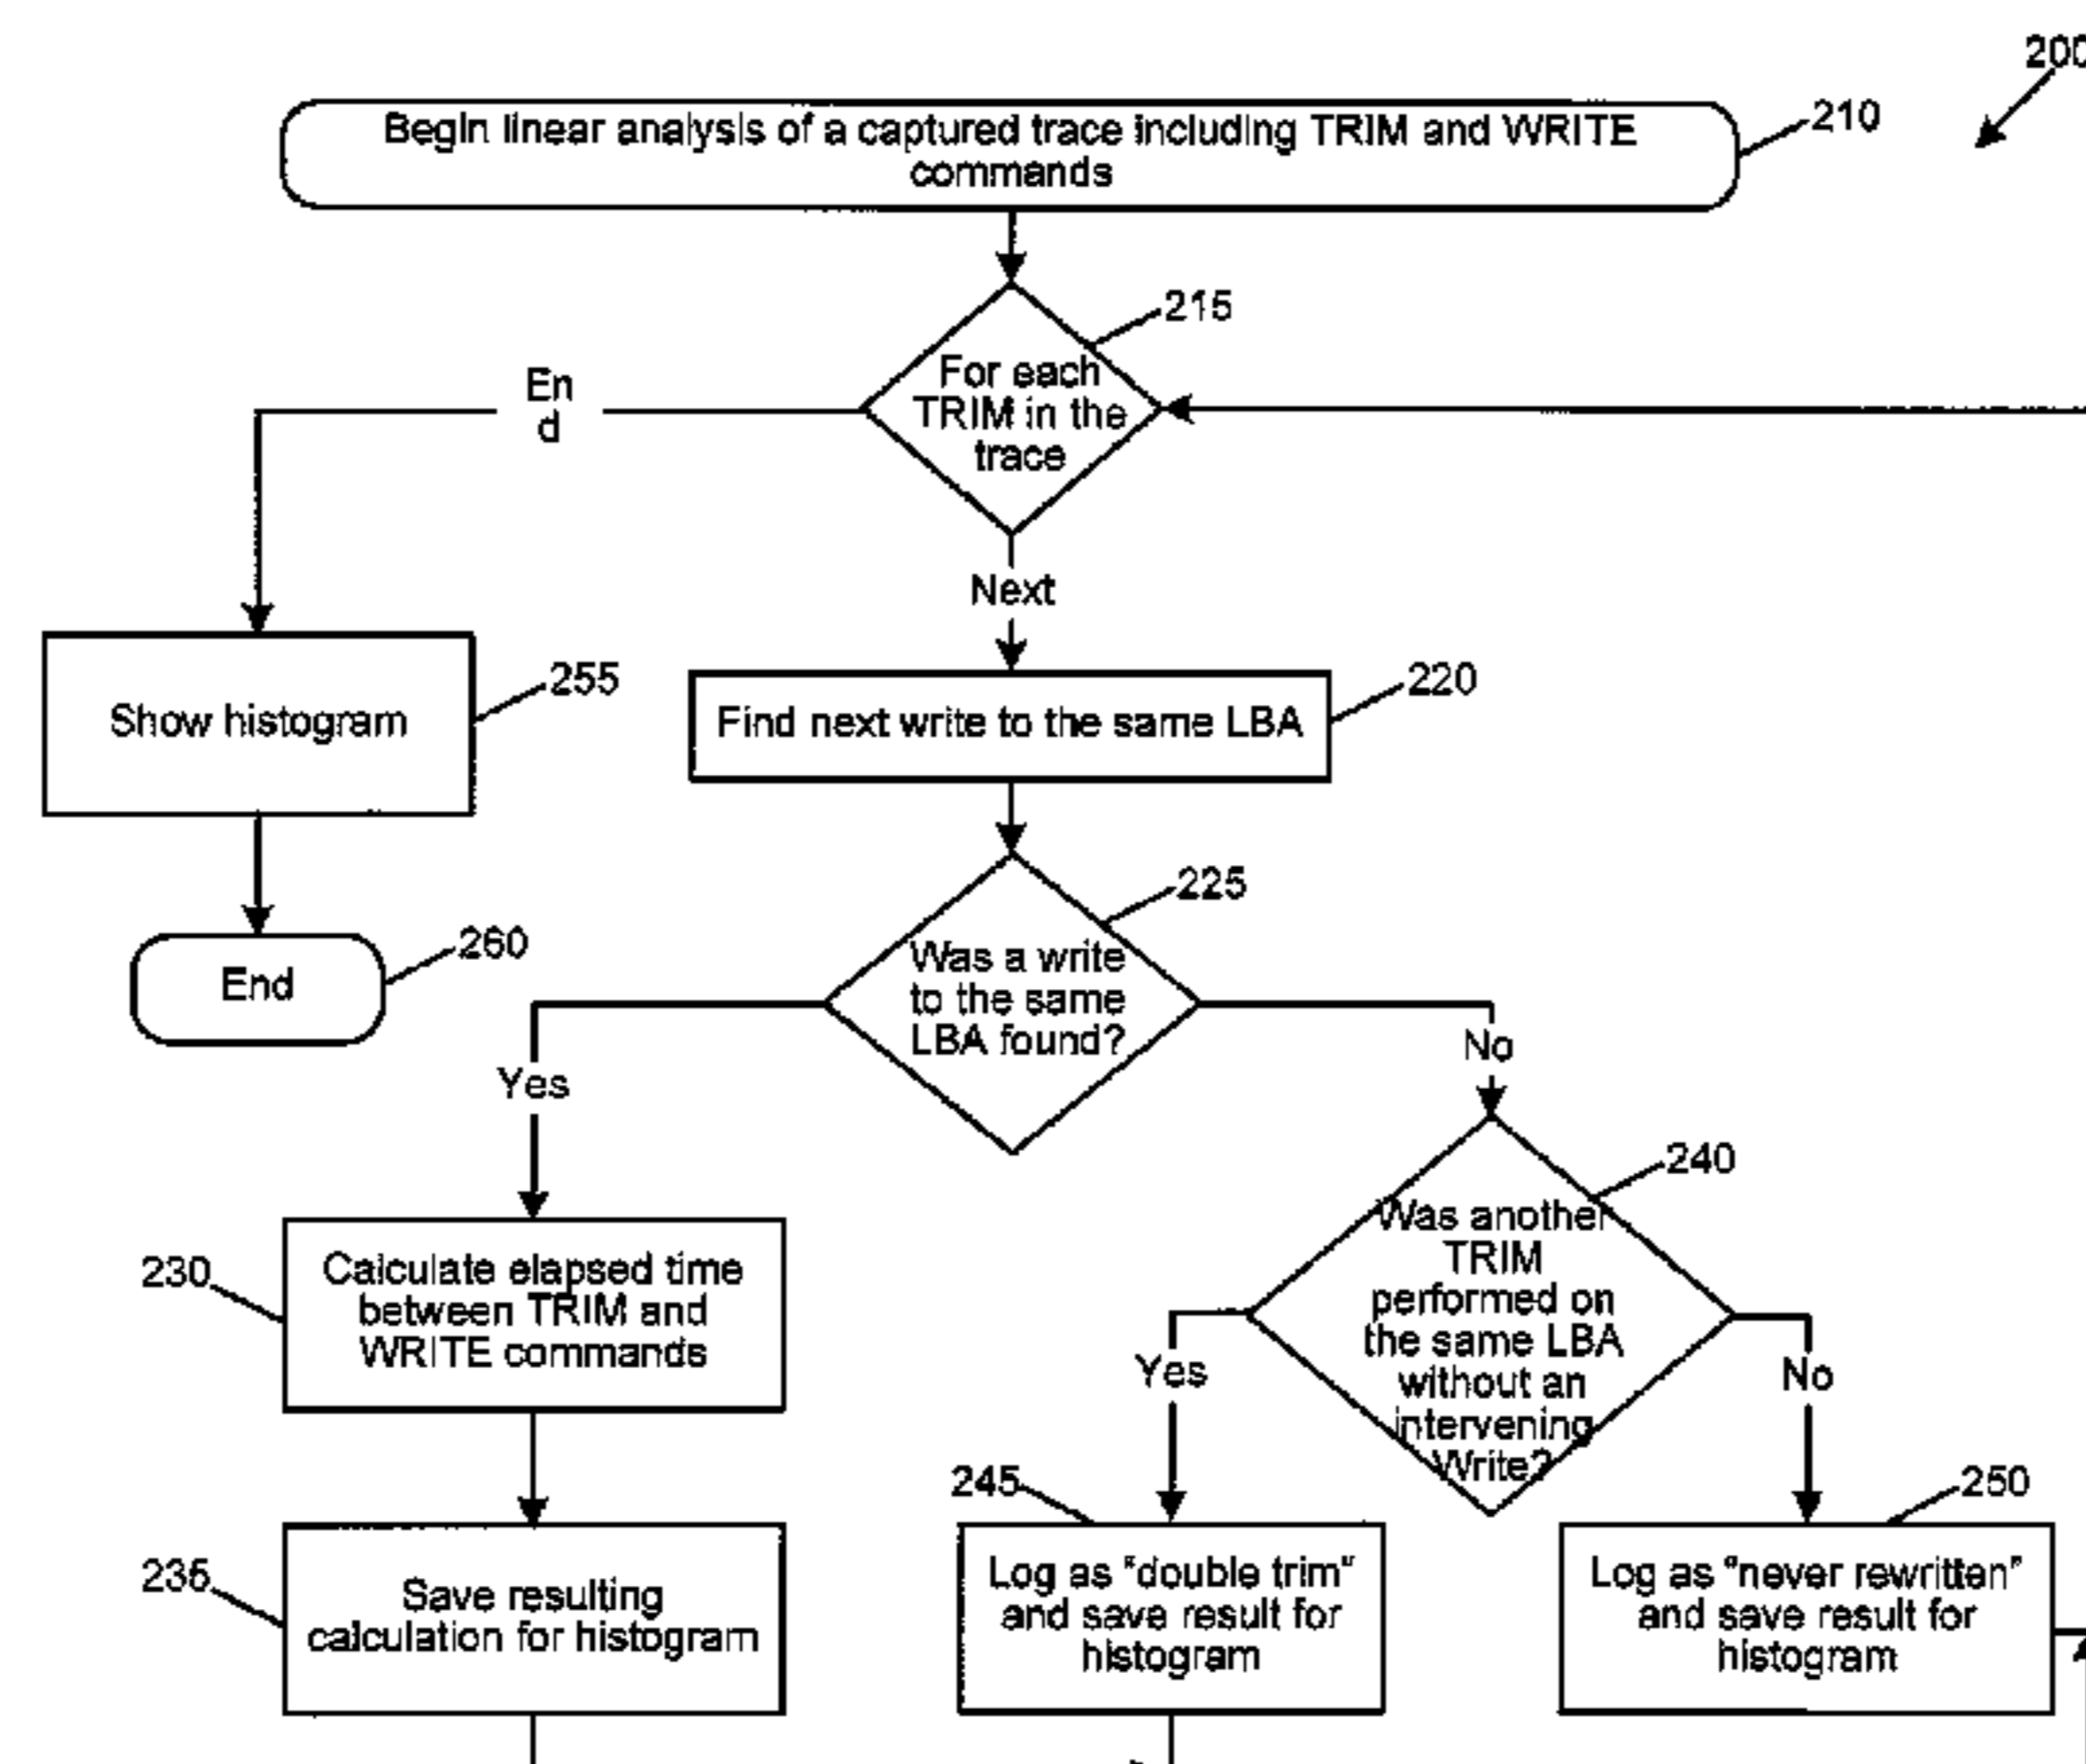 200
Begin linear analysis of a captured trace including TRIM and WRITE
commands
210
215
For each
TRIM in the
trace
En
d
Next
255
Show histogram
220
Find next write to the same LBA
225
Was a write
to the same
LBA found?
260
End
Yes
No
240
Was another
TRIM
performed on
the same LBA
without an
intervening
Write?
230
Calculate elapsed time
between TRIM and
WRITE commands
Yes
No
245
250
235
Save resulting
calculation for histogram
Log as "double trim"
and save result for
histogram
Log as "never rewritten"
and save result for
histogram